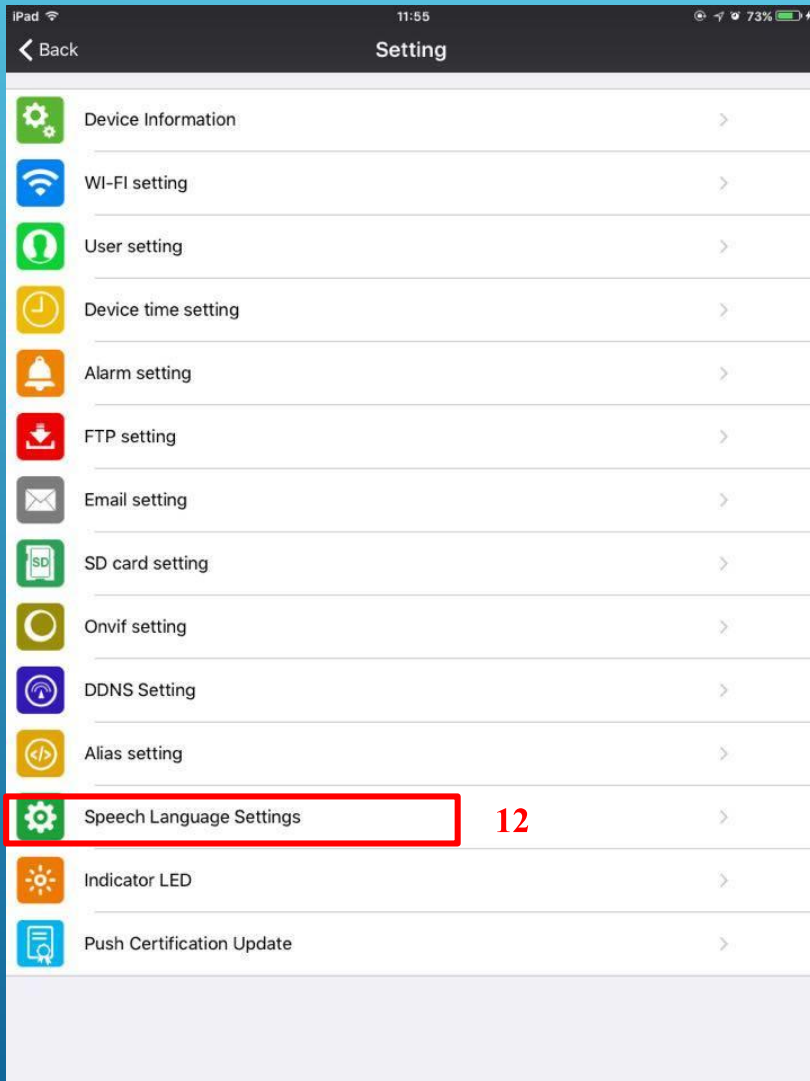 iPad 11:55 73%
Back Setting
Device Information
WI-FI setting
User setting
Device time setting
Alarm setting
FTP setting
Email setting
SD SD card setting
Onvif setting
DDNS Setting
</> Alias setting
Speech Language Settings 12
Indicator LED
Push Certification Update